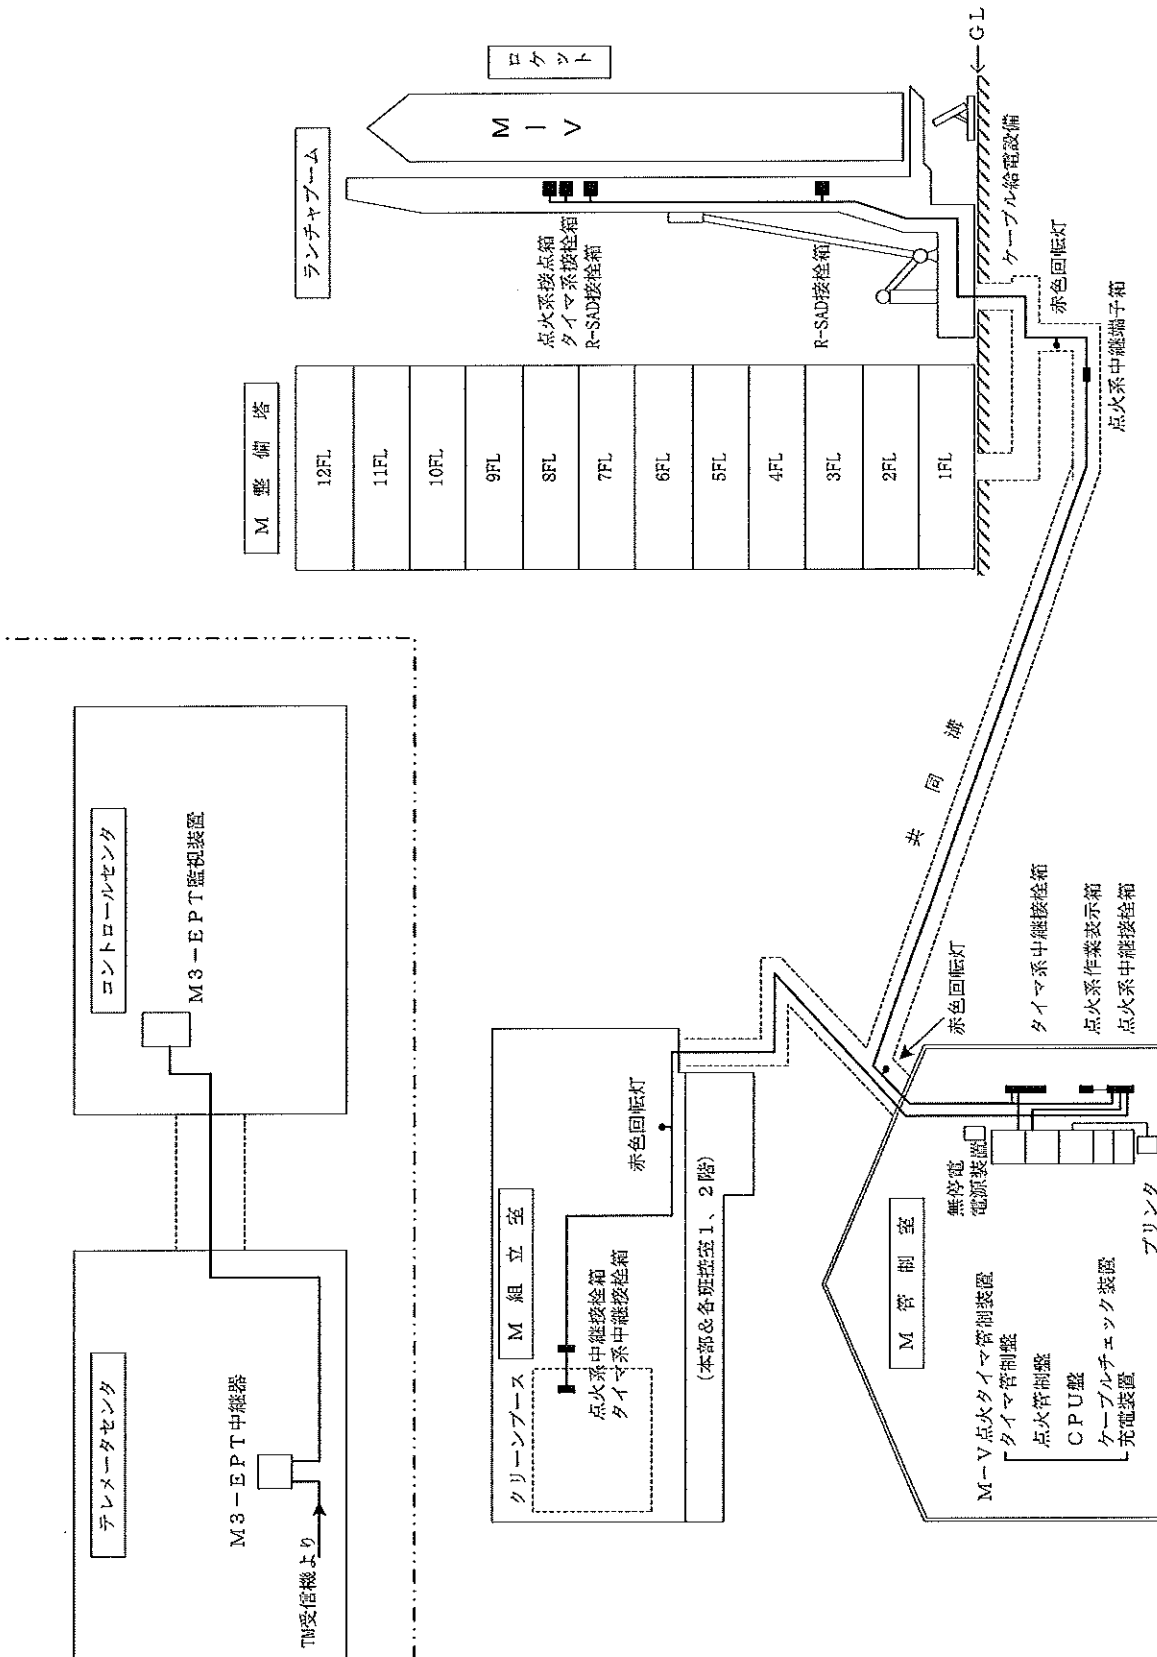 テレメータセンタ
M3-EPT中継器
TM受信機より
コントロールセンタ
M3-EPT監視装置
M整備塔
12FL
11FL
10FL
9FL
8FL
7FL
6FL
5FL
4FL
3FL
2FL
1FL
ランチャブーム
ロケット
M-V
点火系接点箱
タイマ系接栓箱
R-SAD接栓箱
R-SAD接栓箱
←GL
ケーブル給電設備
赤色回転灯
点火系中継端子箱
共同溝
M組立室
クリーンブース
点火系中継接栓箱
タイマ系中継接栓箱
赤色回転灯
(本部&各班控室1、2階)
M管制室
無停電
電源装置
赤色回転灯
タイマ系中継接栓箱
点火系作業表示箱
点火系中継接栓箱
M-V点火タイマ管制装置
タイマ管制盤
点火管制盤
CPU盤
ケーブルチェック装置
充電装置
プリンタ